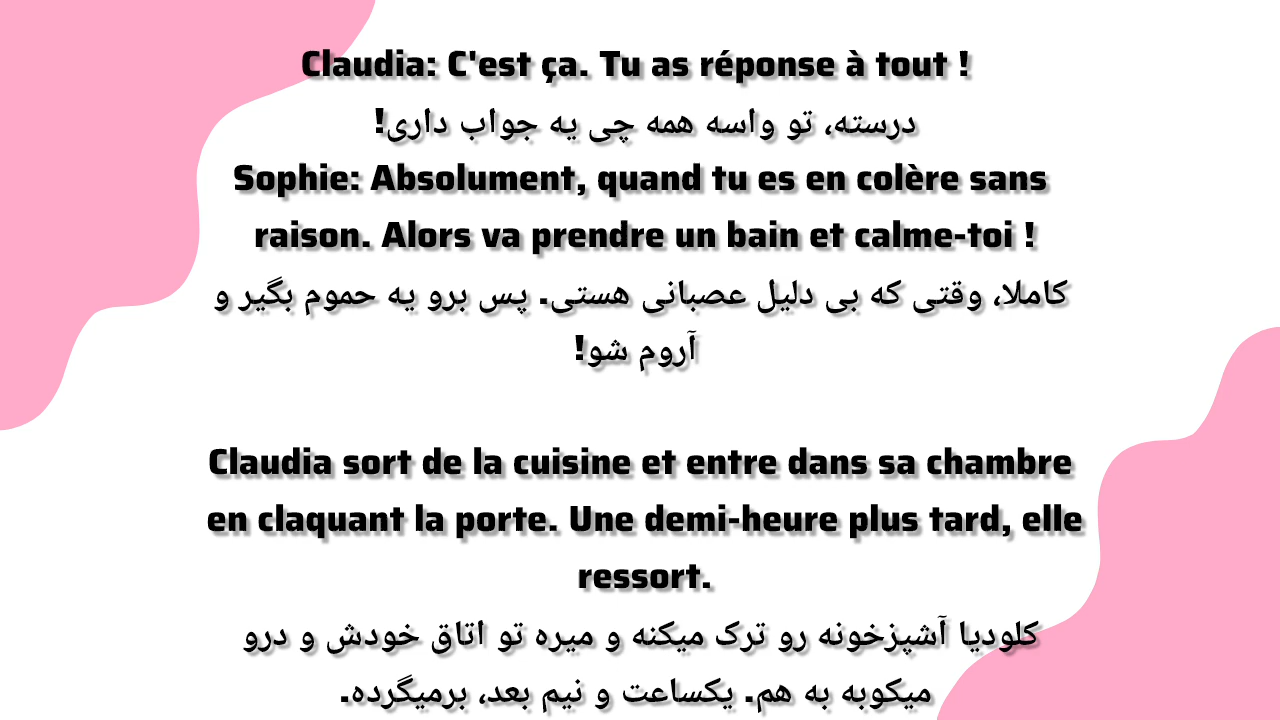 Claudia: C'est ça. Tu as réponse à tout !
درسته، تو واسه همه چی یه جواب داری!
Sophie: Absolument, quand tu es en colère sans
raison. Alors va prendre un bain et calme-toi !
کاملا، وقتی که بی دلیل عصبانی هستی. پس برو یه حموم بگیر و
آروم شو!
Claudia sort de la cuisine et entre dans sa chambre
en claquant la porte. Une demi-heure plus tard, elle
ressort.
کلودیا آشپزخونه رو ترک میکنه و میره تو اتاق خودش و درو
میکوبه به هم. یکساعت و نیم بعد، برمیگرده.